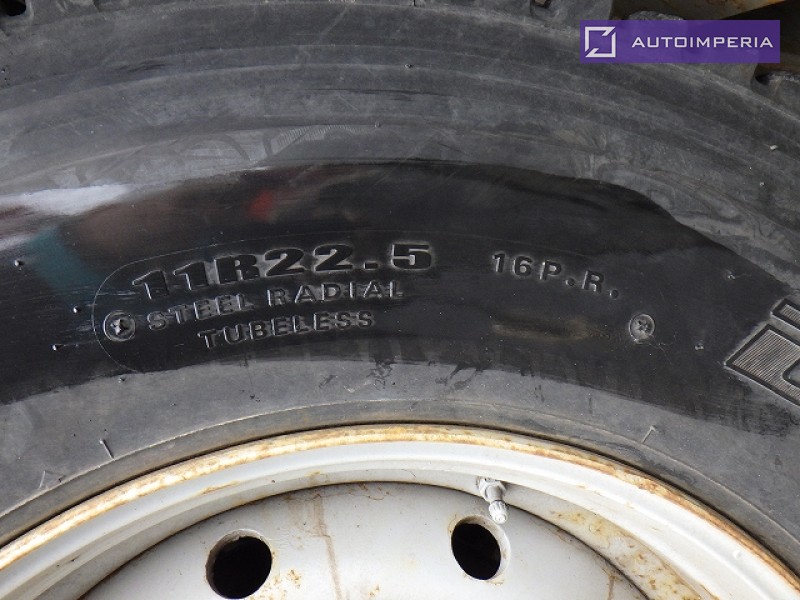 AUTOIMPERIA
11R22.5 16P.R.
STEEL RADIAL
TUBELESS